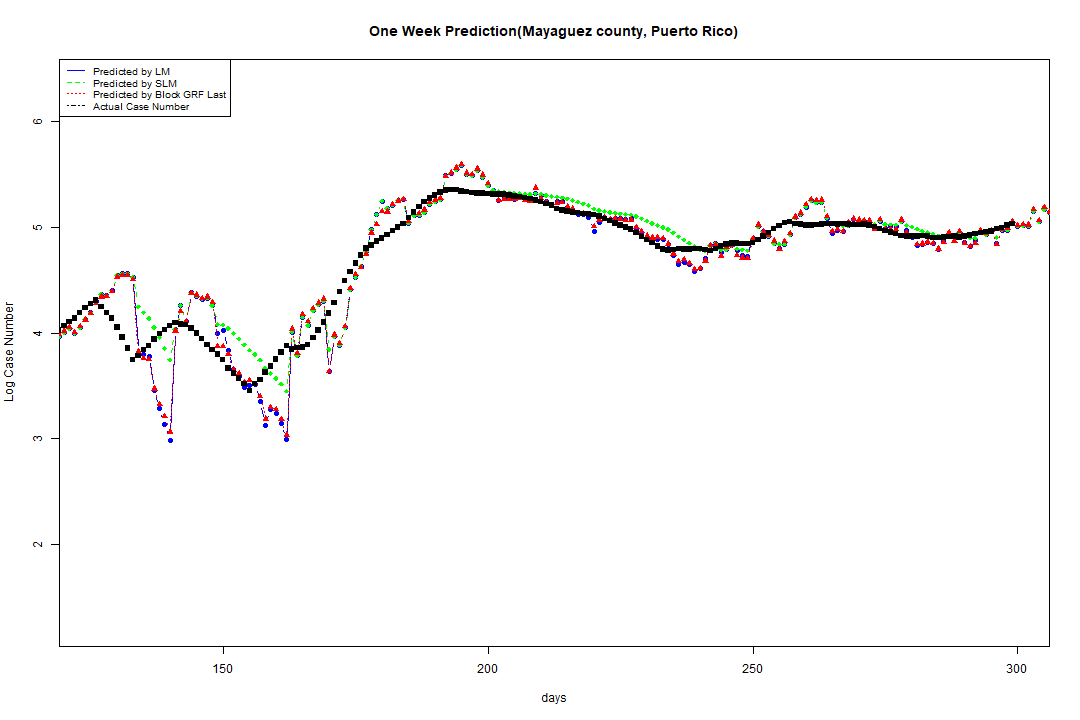 One Week Prediction(Mayaguez county, Puerto Rico)
Predicted by LM
Predicted by SLM
Predicted by Block GRF Last
Actual Case Number
6
5
4
3
2
Log Case Number
150 200 250 300
days